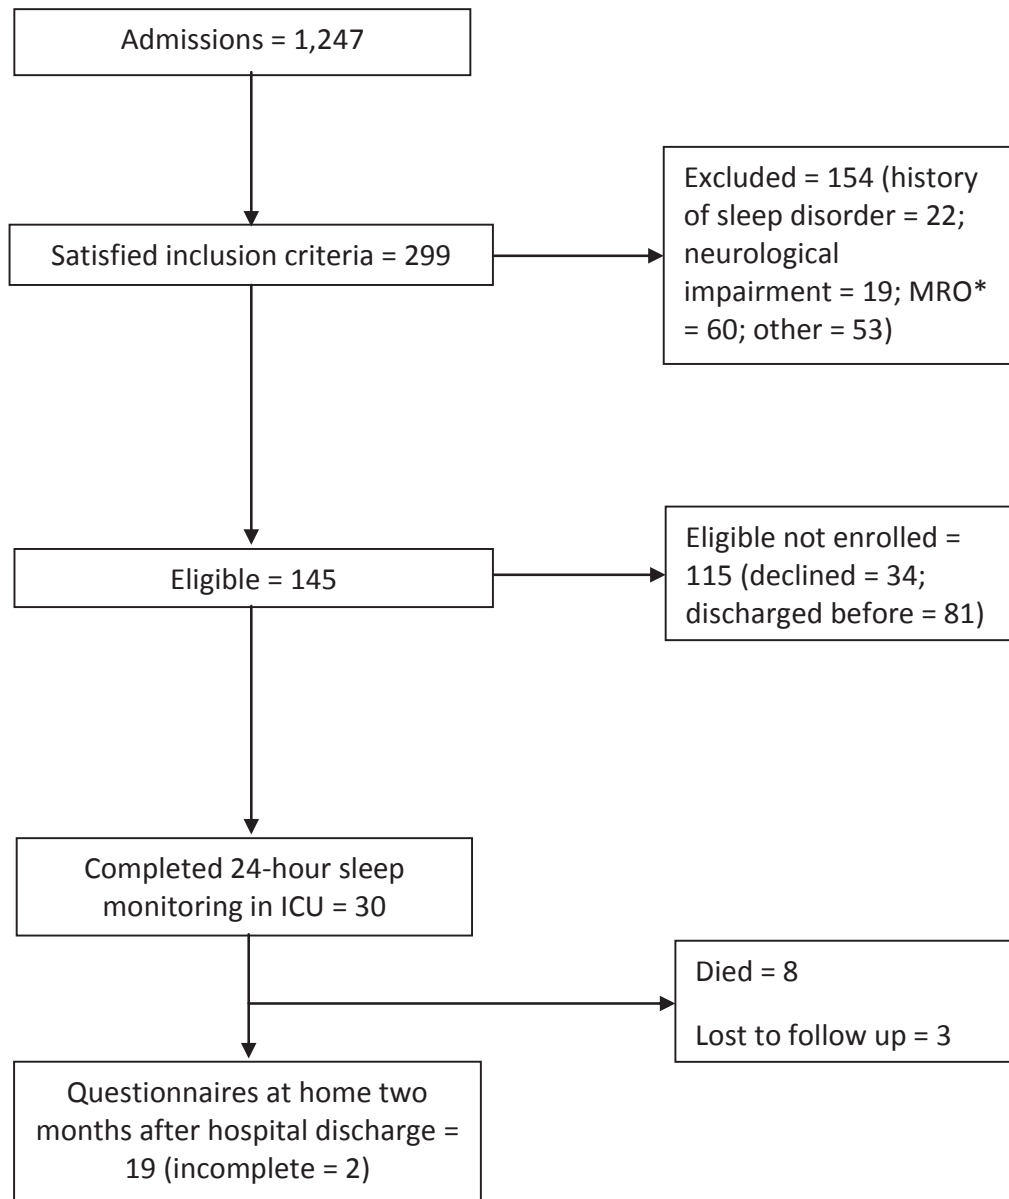 Admissions = 1,247
Excluded = 154 (history
of sleep disorder = 22;
neurological
impairment = 19; MRO*
= 60; other = 53)
Satisfied inclusion criteria = 299
Eligible not enrolled =
115 (declined = 34;
discharged before = 81)
Eligible = 145
Completed 24-hour sleep
monitoring in ICU = 30
Died = 8
Lost to follow up = 3
Questionnaires at home two
months after hospital discharge =
19 (incomplete = 2)